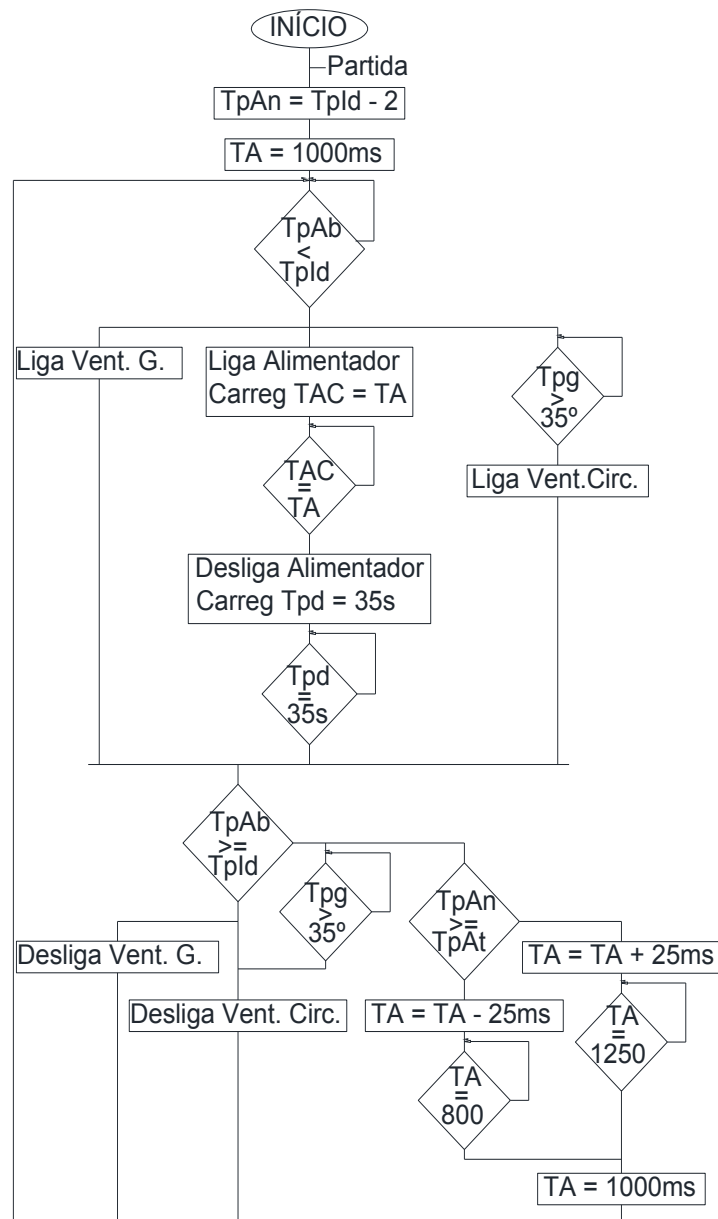 INÍCIO
Partida
TpAn = TpId - 2
TA = 1000ms
TpAb
<
TpId
Liga Vent. G.
Liga Alimentador
Carreg TAC = TA
Tpg
>
35º
TAC
=
TA
Liga Vent.Circ.
Desliga Alimentador
Carreg Tpd = 35s
Tpd
=
35s
TpAb
>=
TpId
Tpg
>
35º
TpAn
>=
TpAt
Desliga Vent. G.
TA = TA + 25ms
Desliga Vent. Circ.
TA = TA - 25ms
TA
=
1250
TA
=
800
TA = 1000ms